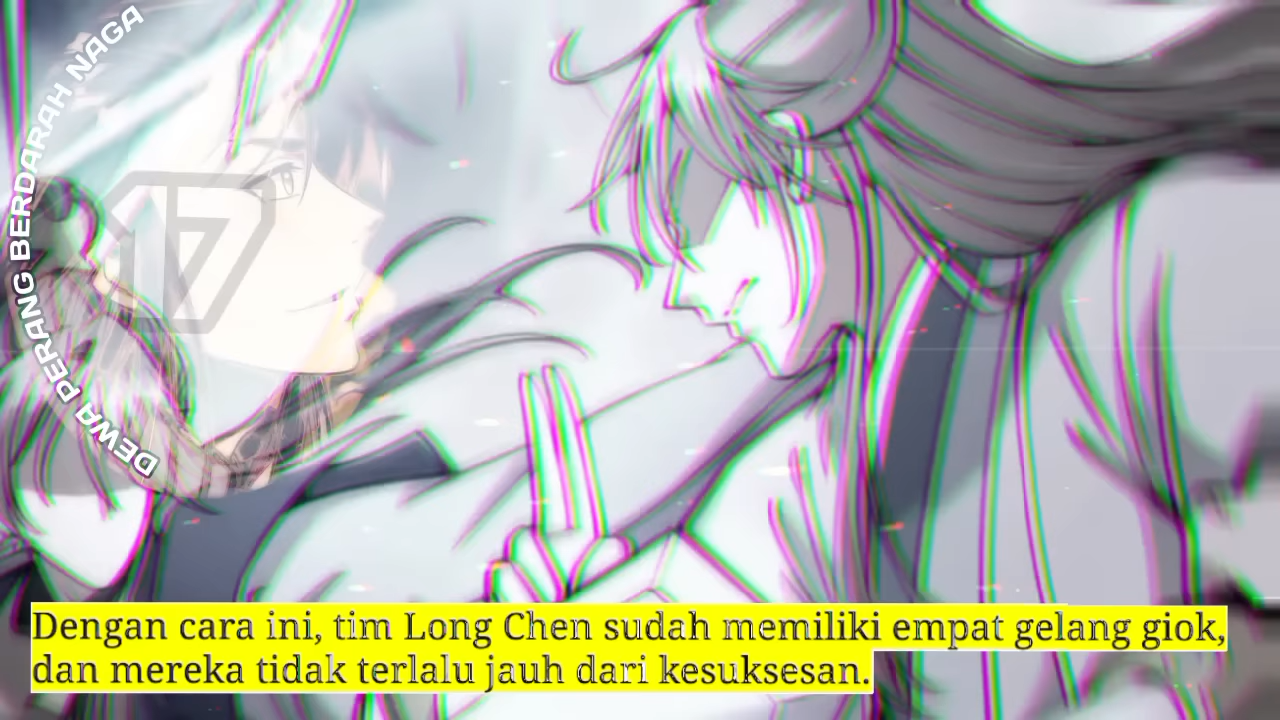 DEWA PERANG BERDARAH NAGA
17
Dengan cara ini, tim Long Chen sudah memiliki empat gelang giok,
dan mereka tidak terlalu jauh dari kesuksesan.